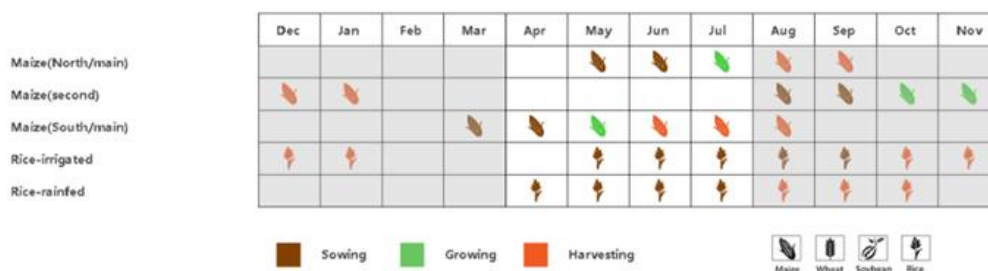 Dec Jan Feb Mar Apr May Jun Jul Aug Sep Oct Nov
Maize(North/main)
Maize(second)
Maize(South/main)
Rice-irrigated
Rice-rainfed
Sowing Growing Harvesting
Maize Wheat Soybean Rice